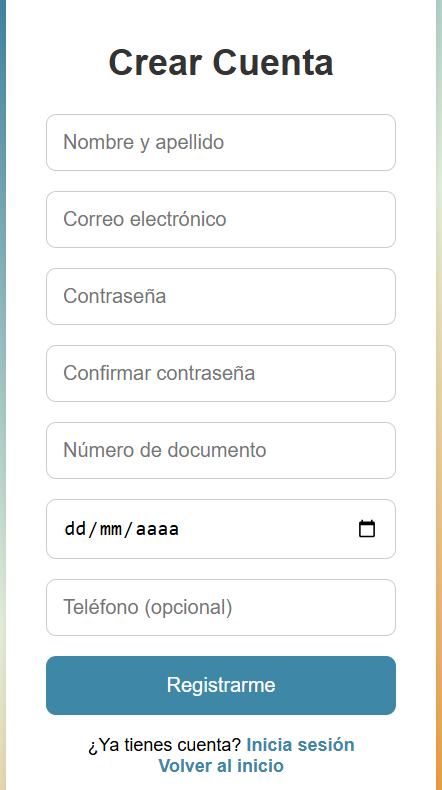 Crear Cuenta
Nombre y apellido
Correo electrónico
Contraseña
Confirmar contraseña
Número de documento
dd/mm/aaaa
Teléfono (opcional)
Registrarme
¿Ya tienes cuenta? Inicia sesión
Volver al inicio